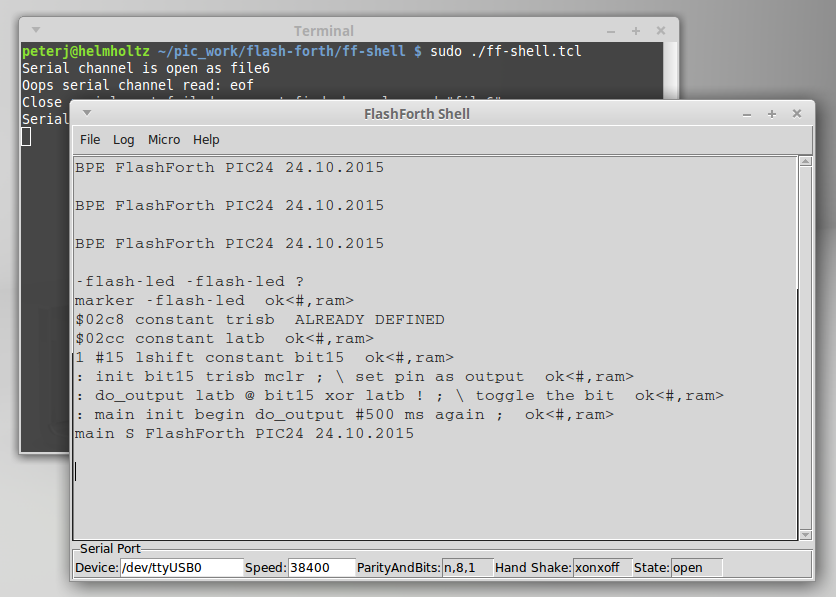 Terminal
peterj@helmholtz ~/pic_work/flash-forth/ff-shell $ sudo ./ff-shell.tcl
Serial channel is open as file6
Oops serial channel read: eof
Close
Serial
FlashForth Shell
File Log Micro Help
BPE FlashForth PIC24 24.10.2015
BPE FlashForth PIC24 24.10.2015
BPE FlashForth PIC24 24.10.2015
-flash-led -flash-led ?
marker -flash-led  ok<#,ram>
$02c8 constant trisb  ALREADY DEFINED
$02cc constant latb  ok<#,ram>
1 #15 lshift constant bit15  ok<#,ram>
: init bit15 trisb mclr ; \ set pin as output  ok<#,ram>
: do_output latb @ bit15 xor latb ! ; \ toggle the bit  ok<#,ram>
: main init begin do_output #500 ms again ;  ok<#,ram>
main S FlashForth PIC24 24.10.2015
Serial Port
Device: /dev/ttyUSB0 Speed: 38400 ParityAndBits: n,8,1 Hand Shake: xonxoff State: open